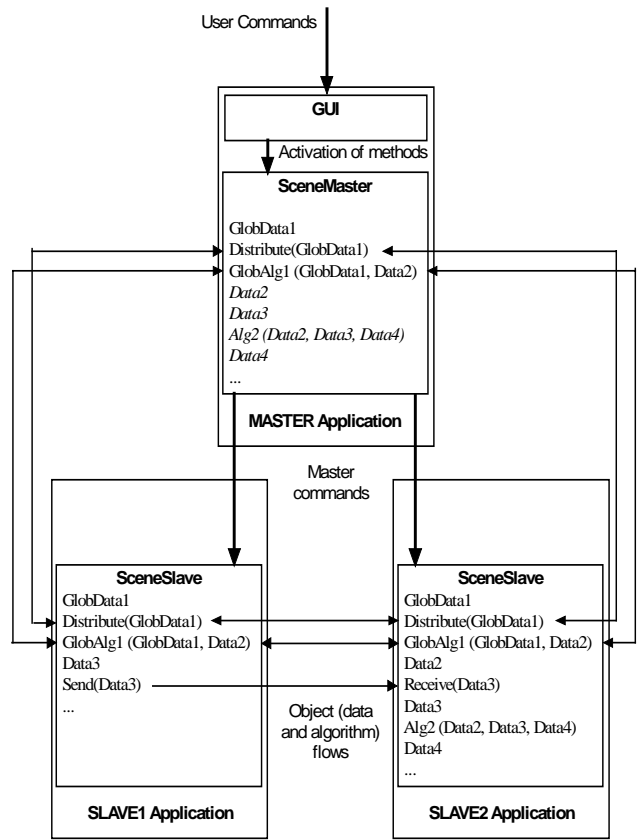 User Commands
GUI
Activation of methods
SceneMaster
GlobData1
Distribute(GlobData1)
GlobAlg1 (GlobData1, Data2)
Data2
Data3
Alg2 (Data2, Data3, Data4)
Data4
...
MASTER Application
Master
commands
SceneSlave
GlobData1
Distribute(GlobData1)
GlobAlg1 (GlobData1, Data2)
Data3
Send(Data3)
...
SLAVE1 Application
Object (data
and algorithm)
flows
SceneSlave
GlobData1
Distribute(GlobData1)
GlobAlg1 (GlobData1, Data2)
Data2
Receive(Data3)
Data3
Alg2 (Data2, Data3, Data4)
Data4
...
SLAVE2 Application